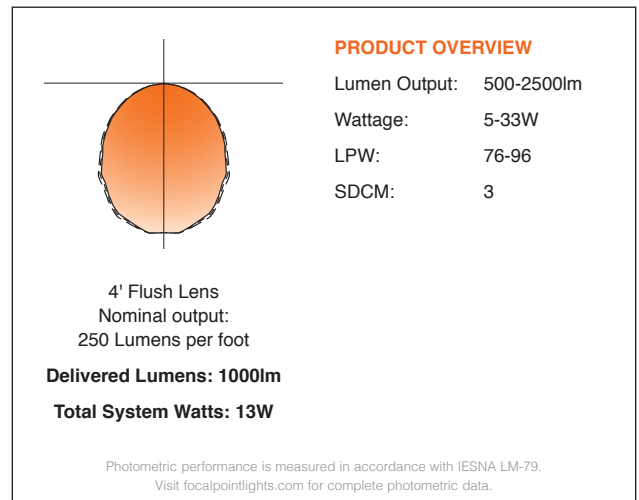 PRODUCT OVERVIEW
Lumen Output: 500-2500lm
Wattage: 5-33W
LPW: 76-96
SDCM: 3
4' Flush Lens
Nominal output:
250 Lumens per foot
Delivered Lumens: 1000lm
Total System Watts: 13W
Photometric performance is measured in accordance with IESNA LM-79.
Visit focalpointlights.com for complete photometric data.